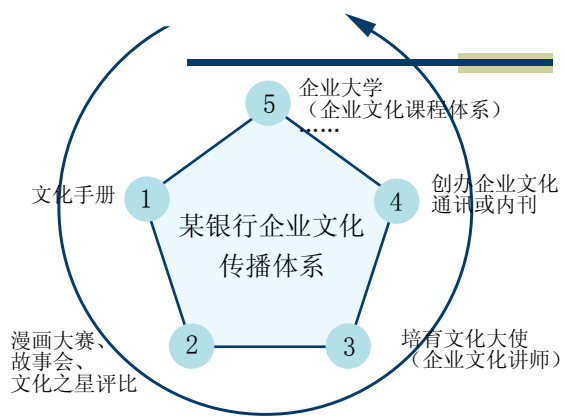 5
企业大学
（企业文化课程体系）
……
文化手册
1
4
创办企业文化
通讯或内刊
某银行企业文化
传播体系
漫画大赛、
故事会、
文化之星评比
2
3
培育文化大使
（企业文化讲师）